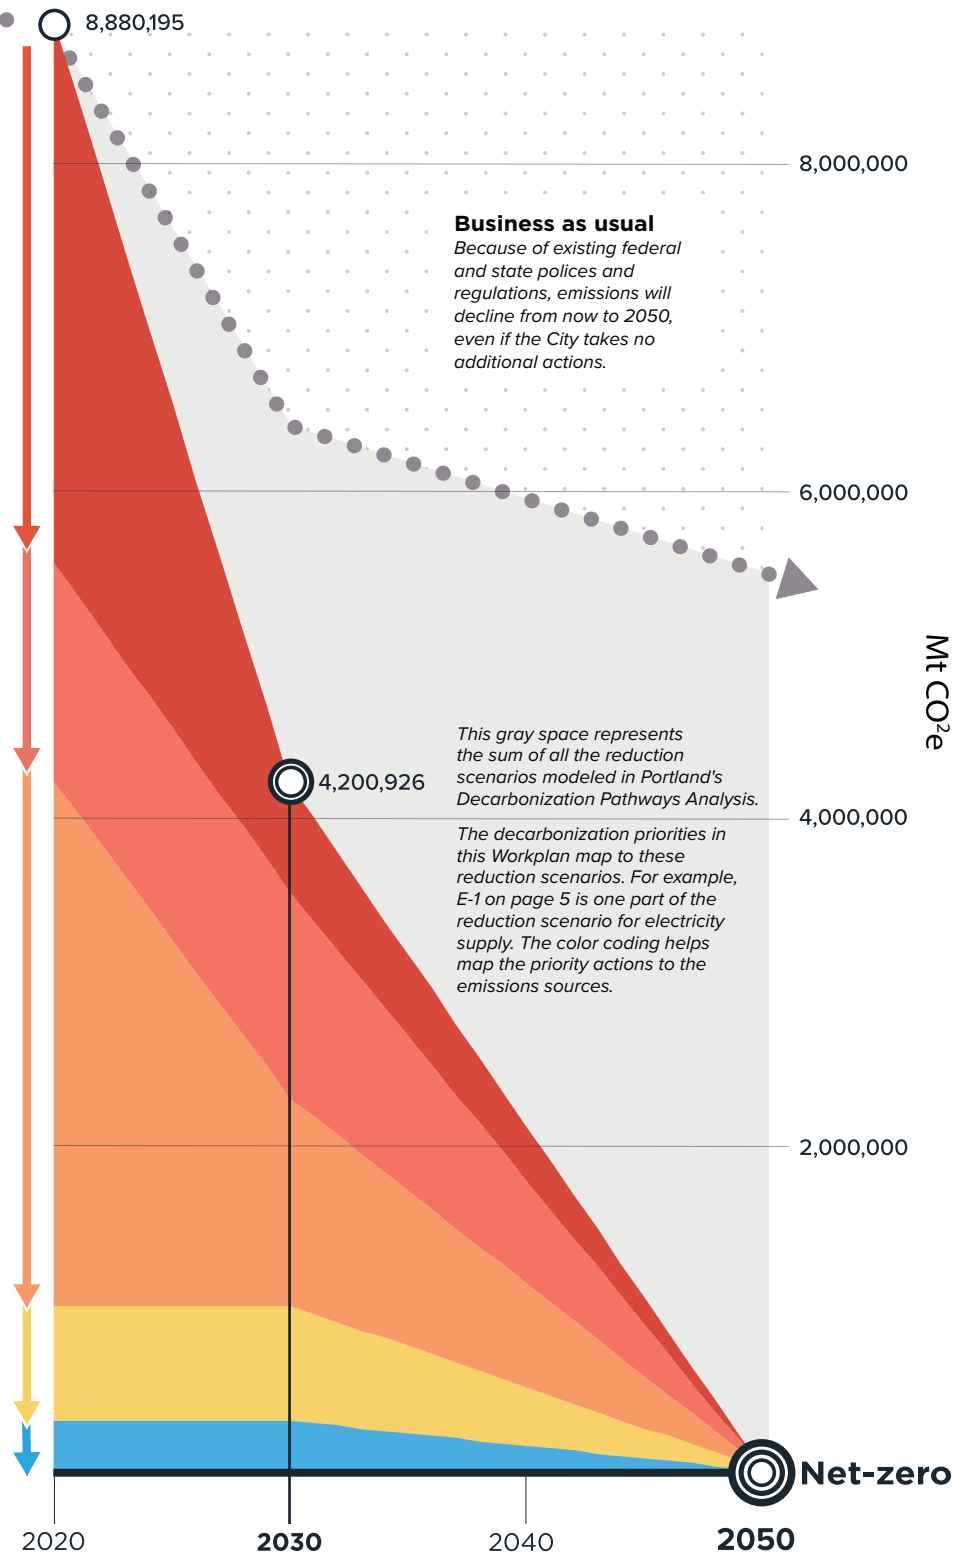 8,880,195
8,000,000
Business as usual
Because of existing federal
and state polices and
regulations, emissions will
decline from now to 2050,
even if the City takes no
additional actions.
6,000,000
Mt CO²e
This gray space represents
the sum of all the reduction
scenarios modeled in Portland's
Decarbonization Pathways Analysis.
4,200,926
4,000,000
The decarbonization priorities in
this Workplan map to these
reduction scenarios. For example,
E-1 on page 5 is one part of the
reduction scenario for electricity
supply. The color coding helps
map the priority actions to the
emissions sources.
2,000,000
Net-zero
2020
2030
2040
2050